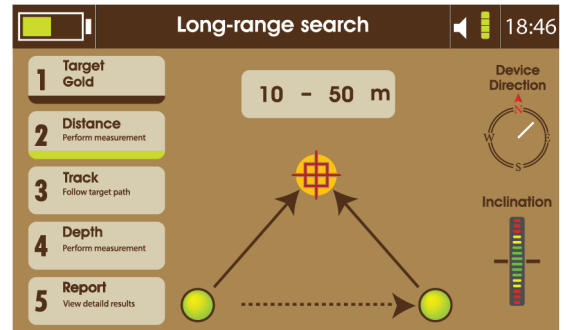 Long-range search
18:46
1
Target
Gold
2
Distance
Perform measurement
3
Track
Follow target path
4
Depth
Perform measurement
5
Report
View detaild results
10 - 50 m
Device
Direction
N
W
E
S
Inclination